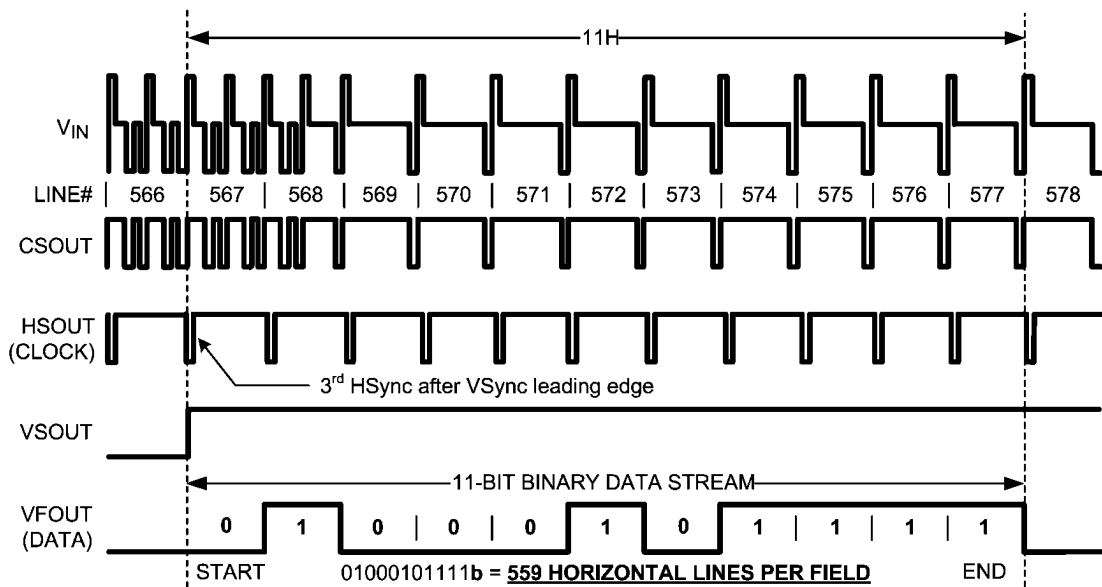 11H
VIN
LINE# | 566 | 567 | 568 | 569 | 570 | 571 | 572 | 573 | 574 | 575 | 576 | 577 | 578
CSOUT
HSOUT
(CLOCK)
3rd HSync after VSync leading edge
VSOUT
11-BIT BINARY DATA STREAM
VFOUT
(DATA)
0 1 0 | 0 | 0 1 0 1 | 1 | 1 | 1
START 01000101111b = 559 HORIZONTAL LINES PER FIELD END